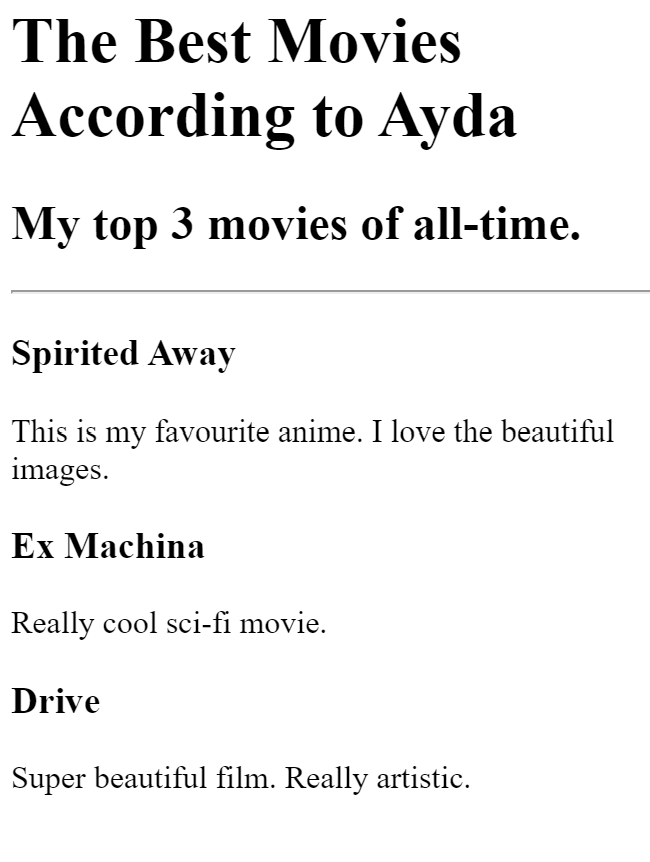 The Best Movies
According to Ayda
My top 3 movies of all-time.
Spirited Away
This is my favourite anime. I love the beautiful
images.
Ex Machina
Really cool sci-fi movie.
Drive
Super beautiful film. Really artistic.